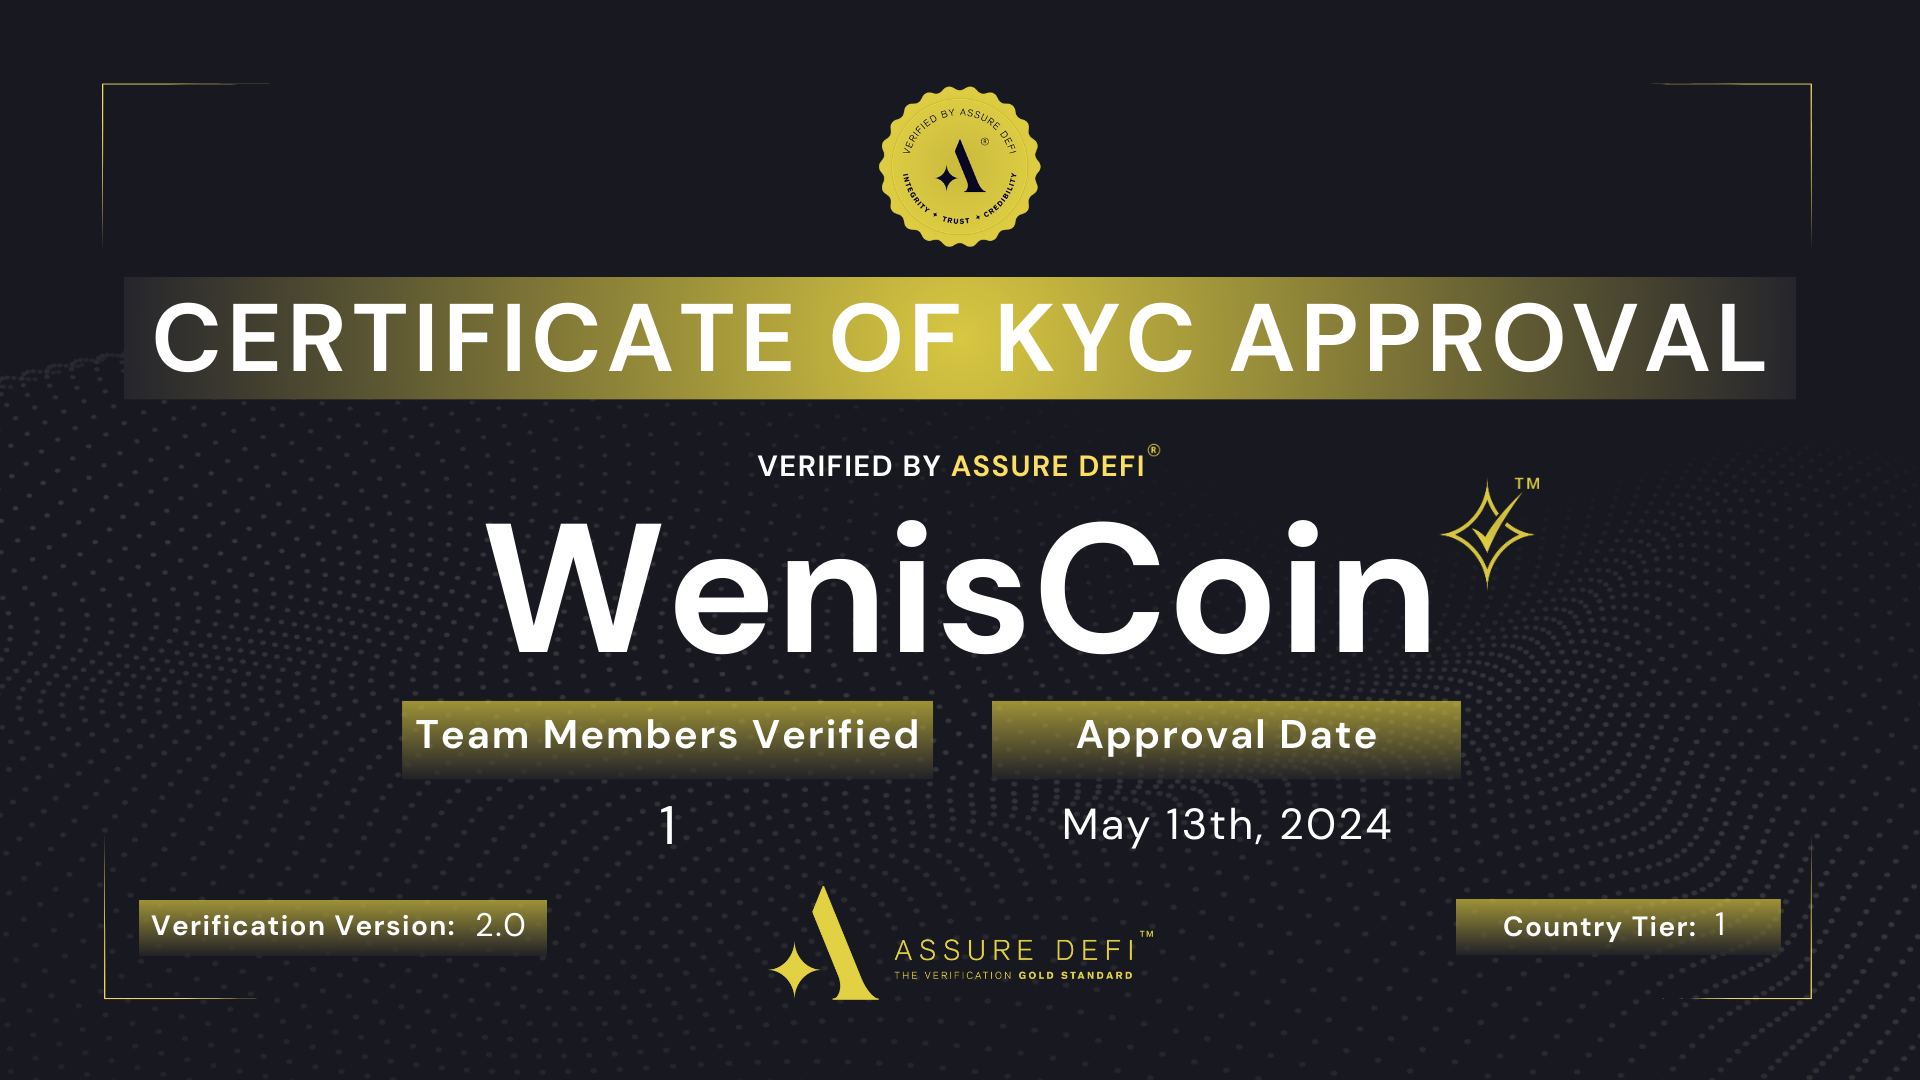 VERIFIED BY ASSURE DEFI
®
INTEGRITY ✦ TRUST ✦ CREDIBILITY
CERTIFICATE OF KYC APPROVAL
VERIFIED BY ASSURE DEFI®
WenisCoin
TM
Team Members Verified
Approval Date
1
May 13th, 2024
Verification Version: 2.0
ASSURE DEFI™
THE VERIFICATION GOLD STANDARD
Country Tier: 1